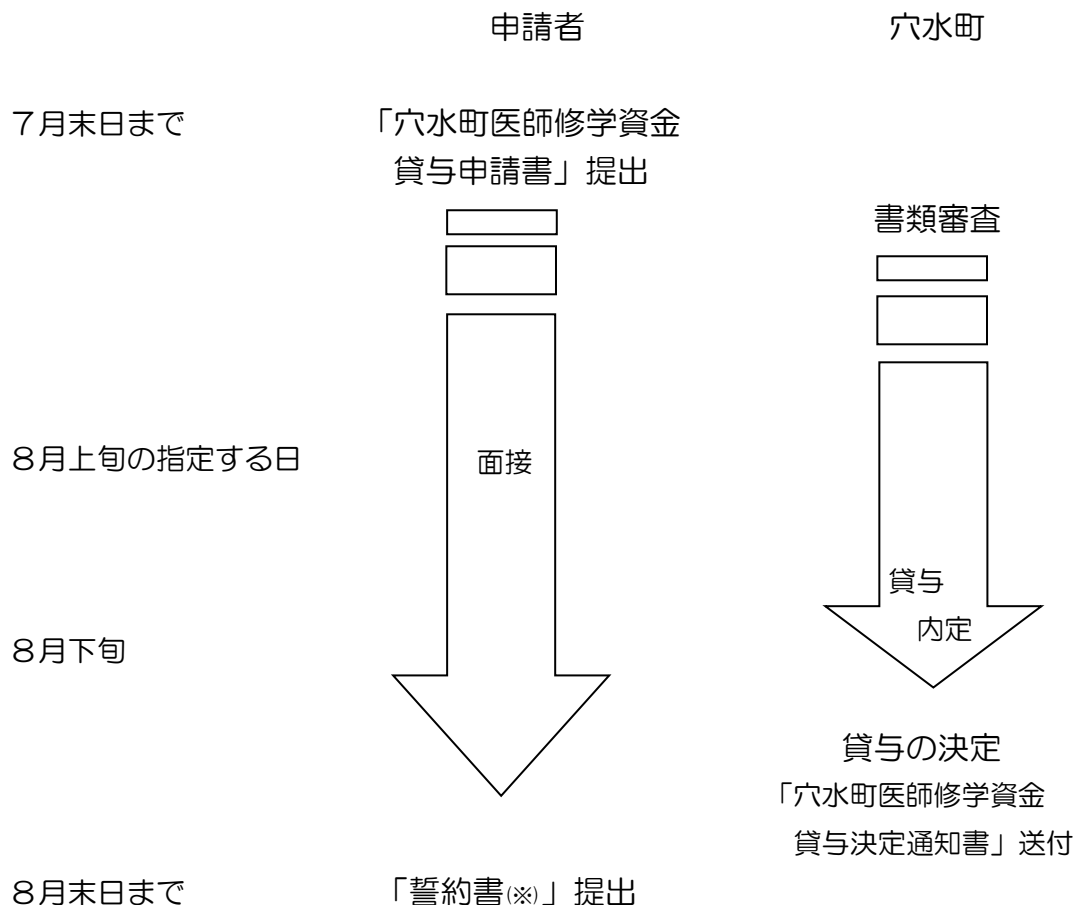 申請者 穴水町
７月末日まで 「穴水町医師修学資金
貸与申請書」提出
書類審査
８月上旬の指定する日 面接
貸与
内定
８月下旬
貸与の決定
「穴水町医師修学資金
貸与決定通知書」送付
８月末日まで 「誓約書(※)」提出